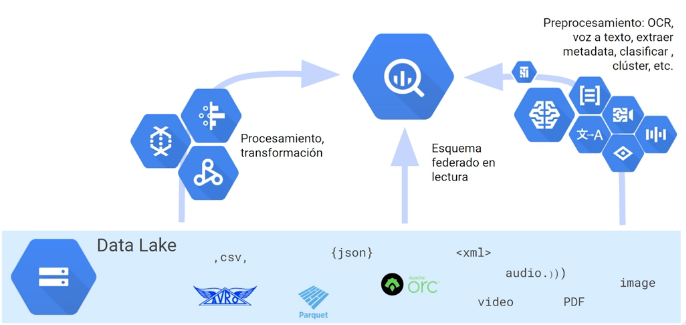 Preprocesamiento: OCR,
voz a texto, extraer
metadata, clasificar ,
clúster, etc.
Procesamiento,
transformación
Esquema
federado en
lectura
文→A
Data Lake
,csv,
{json}
<xml>
audio.)))
image
AVRO
Parquet
APACHE
orc
video
PDF